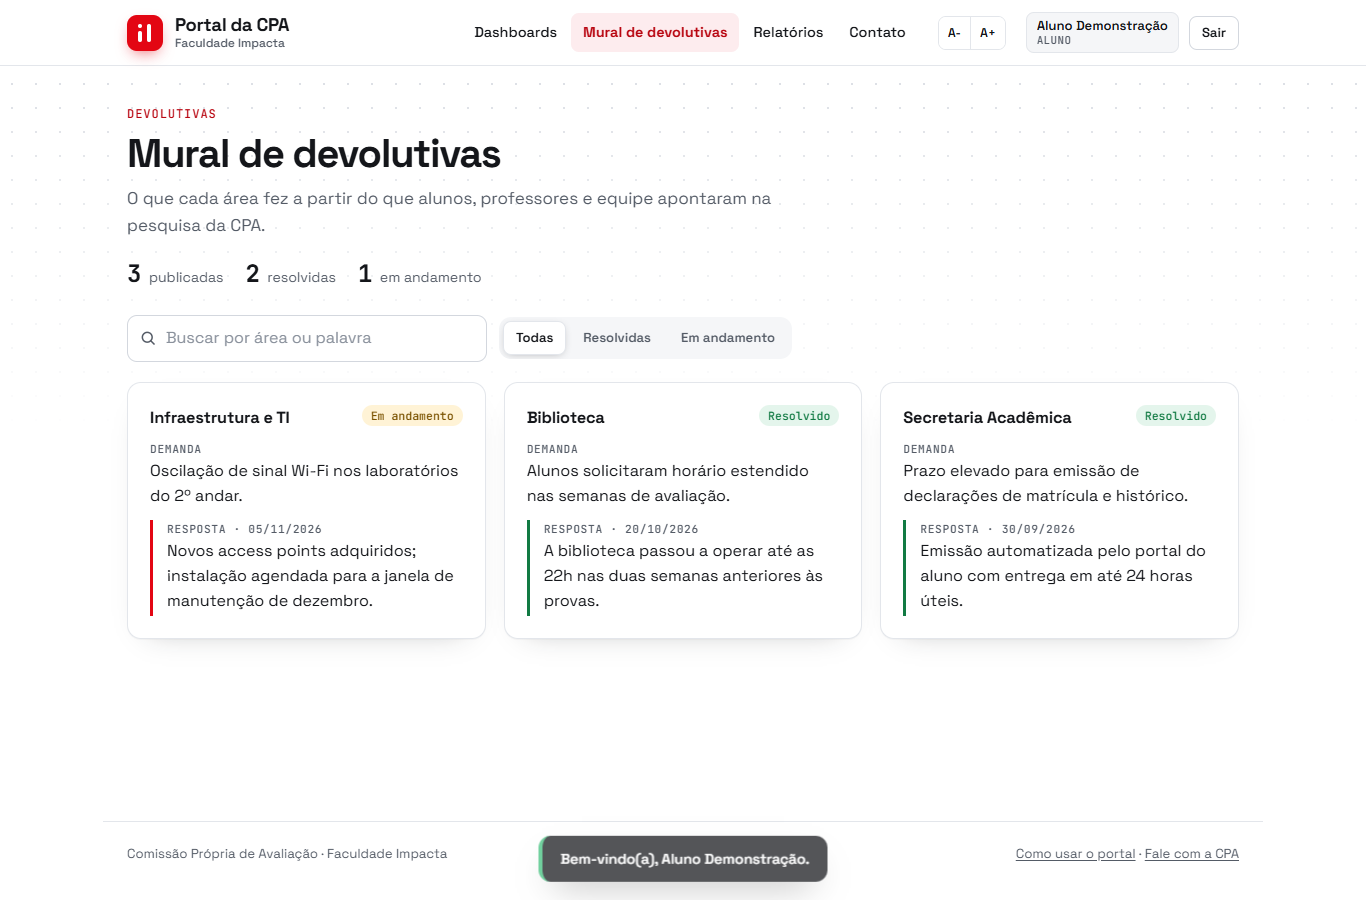 Portal da CPA
Faculdade Impacta
Dashboards
Mural de devolutivas
Relatórios
Contato
A-
A+
Aluno Demonstração
ALUNO
Sair
DEVOLUTIVAS
Mural de devolutivas
O que cada área fez a partir do que alunos, professores e equipe apontaram na
pesquisa da CPA.
3 publicadas 2 resolvidas 1 em andamento
Buscar por área ou palavra
Todas
Resolvidas
Em andamento
Infraestrutura e TI
Em andamento
DEMANDA
Oscilação de sinal Wi-Fi nos laboratórios
do 2º andar.
RESPOSTA · 05/11/2026
Novos access points adquiridos;
instalação agendada para a janela de
manutenção de dezembro.
Biblioteca
Resolvido
DEMANDA
Alunos solicitaram horário estendido
nas semanas de avaliação.
RESPOSTA · 20/10/2026
A biblioteca passou a operar até as
22h nas duas semanas anteriores às
provas.
Secretaria Acadêmica
Resolvido
DEMANDA
Prazo elevado para emissão de
declarações de matrícula e histórico.
RESPOSTA · 30/09/2026
Emissão automatizada pelo portal do
aluno com entrega em até 24 horas
úteis.
Comissão Própria de Avaliação · Faculdade Impacta
Bem-vindo(a), Aluno Demonstração.
Como usar o portal · Fale com a CPA